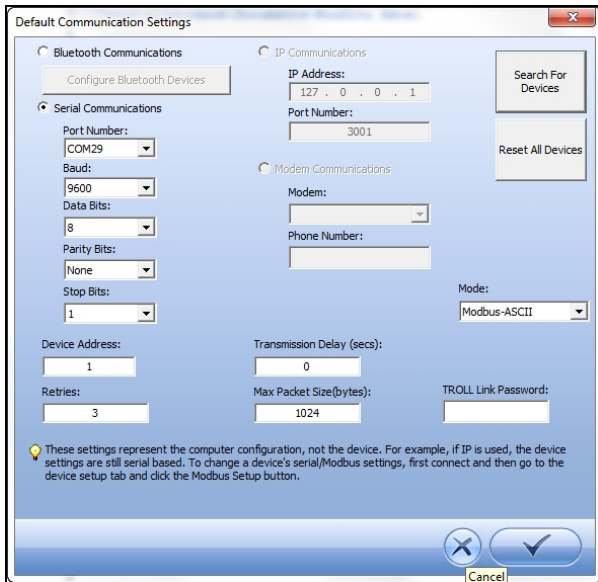 Default Communication Settings
Bluetooth Communications
Configure Bluetooth Devices
Serial Communications
Port Number:
COM29
Baud:
9600
Data Bits:
8
Parity Bits:
None
Stop Bits:
1
IP Communications
IP Address:
127 . 0 . 0 . 1
Port Number:
3001
Modem Communications
Modem:
Phone Number:
Search For
Devices
Reset All Devices
Mode:
Modbus-ASCII
Device Address:
1
Transmission Delay (secs):
0
Retries:
3
Max Packet Size(bytes):
1024
TROLL Link Password:
These settings represent the computer configuration, not the device. For example, if IP is used, the device
settings are still serial based. To change a device's serial/Modbus settings, first connect and then go to the
device setup tab and click the Modbus Setup button.
Cancel